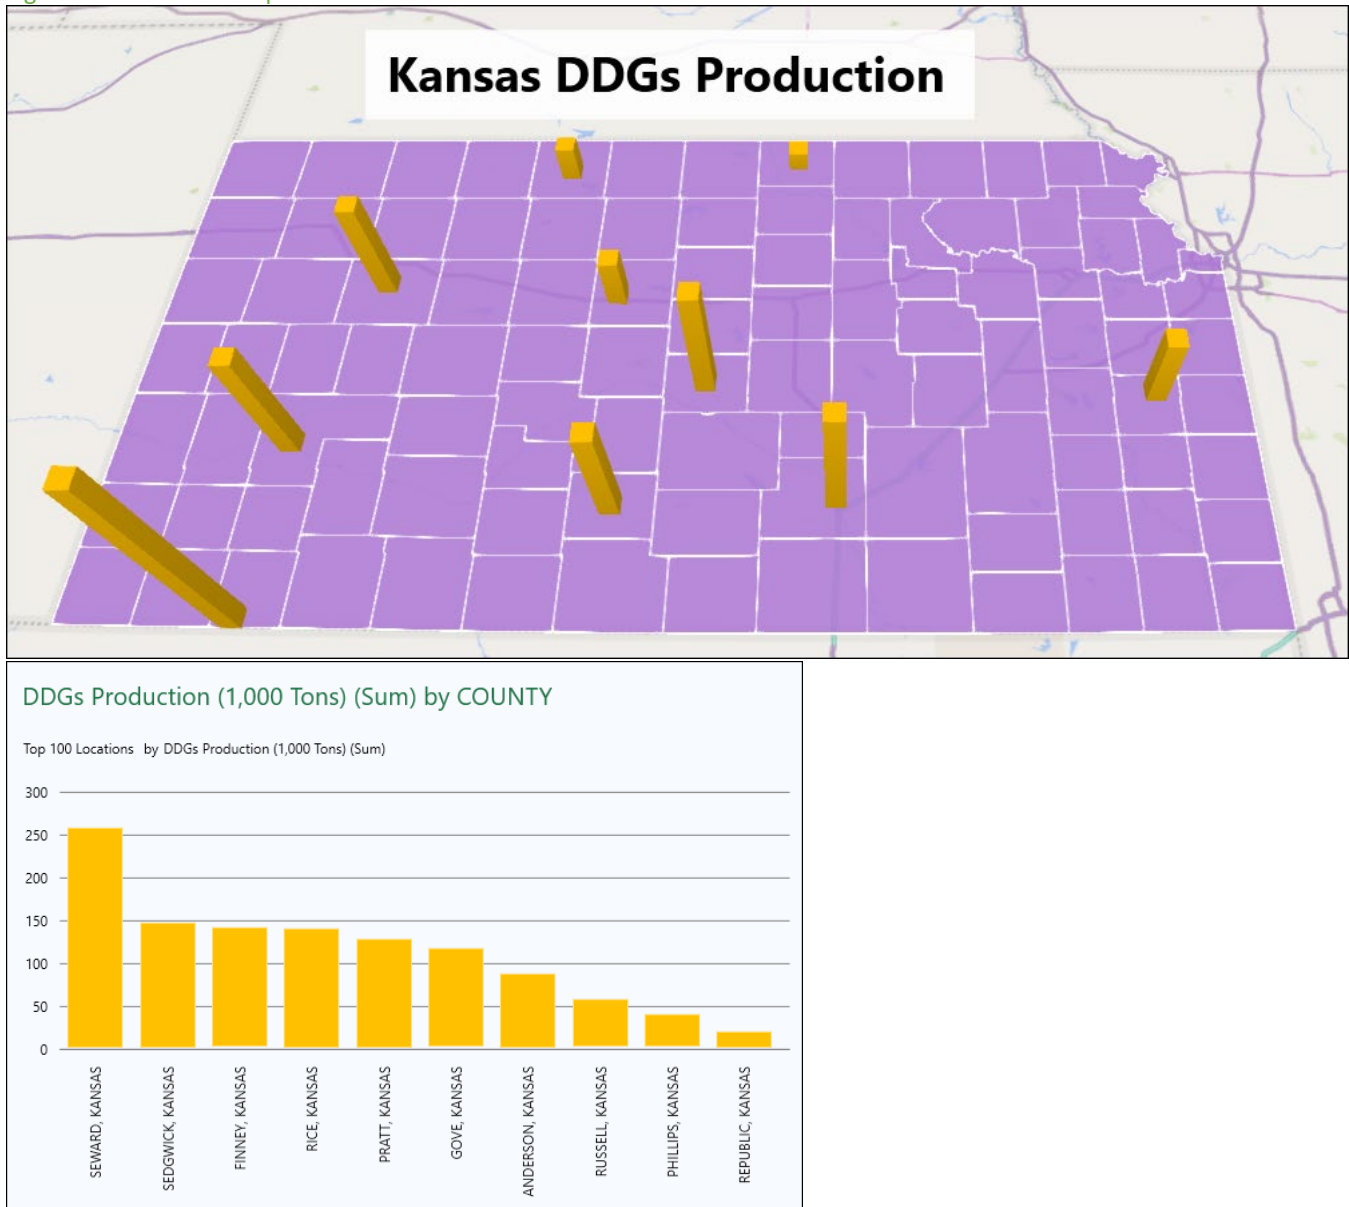 Kansas DDGs Production
DDGs Production (1,000 Tons) (Sum) by COUNTY
Top 100 Locations by DDGs Production (1,000 Tons) (Sum)
300
250
200
150
100
50
0
SEWARD, KANSAS
SEDGWICK, KANSAS
FINNEY, KANSAS
RICE, KANSAS
PRATT, KANSAS
GOVE, KANSAS
ANDERSON, KANSAS
RUSSELL, KANSAS
PHILLIPS, KANSAS
REPUBLIC, KANSAS